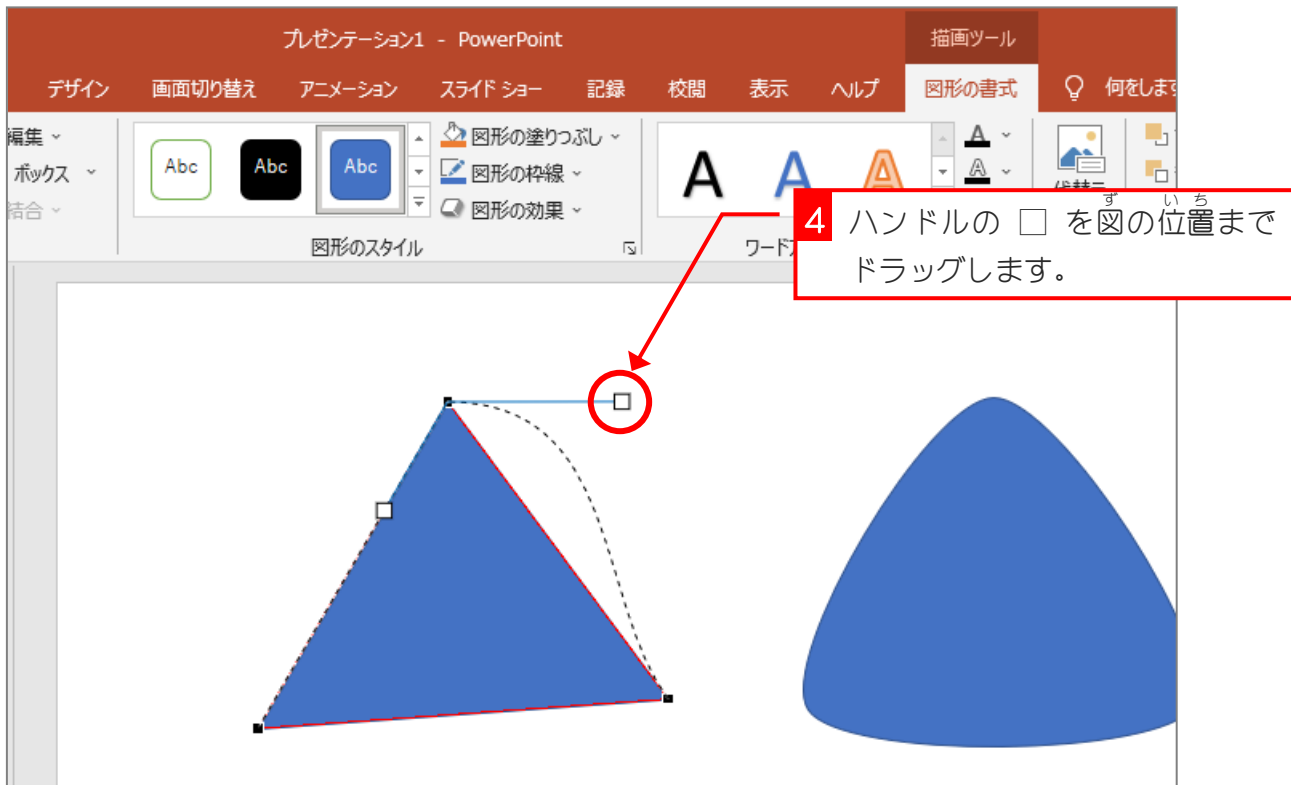 プレゼンテーション1 - PowerPoint
描画ツール
デザイン 画面切り替え アニメーション スライド ショー 記録 校閲 表示 ヘルプ 図形の書式 何をします
編集
ボックス
結合
Abc Abc Abc
図形の塗りつぶし
図形の枠線
図形の効果
図形のスタイル
A A A
A
A
ず いち
4 ハンドルの □ を図の位置まで
ドラッグします。